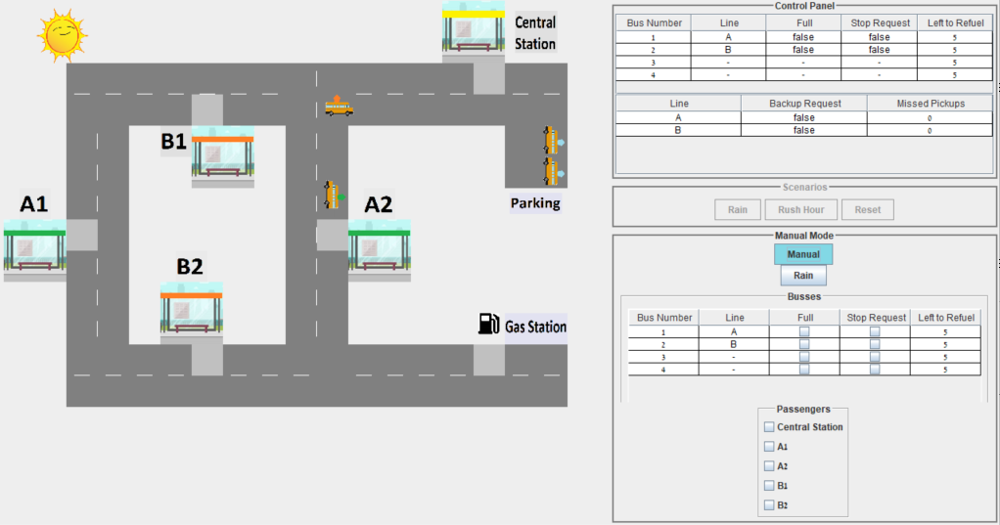 Central
Station
B1
A1
A2
B2
Parking
Gas Station
Control Panel
Bus Number Line Full Stop Request Left to Refuel
1 A false false 5
2 B false false 5
3 - - - 5
4 - - - 5
Line Backup Request Missed Pickups
A false 0
B false 0
Scenarios
Rain Rush Hour Reset
Manual Mode
Manual
Rain
Busses
Bus Number Line Full Stop Request Left to Refuel
1 A 5
2 B 5
3 - 5
4 - 5
Passengers
Central Station
A1
A2
B1
B2